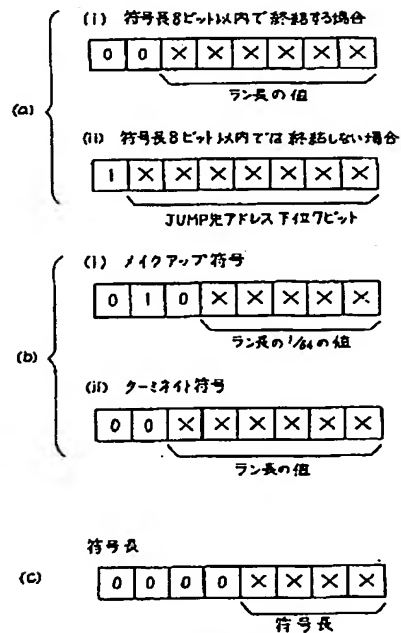 (a)
(i) 符号長8ビット以内で終結する場合
0 0 × × × × × ×
ラン長の値
(ii) 符号長8ビット以内では終結しない場合
1 × × × × × × ×
JUMP先アドレス下位7ビット
(b)
(i) メイクアップ符号
0 1 0 × × × × ×
ラン長の1/64の値
(ii) ターミネイト符号
0 0 × × × × × ×
ラン長の値
(c)
符号長
0 0 0 0 × × × ×
符号長